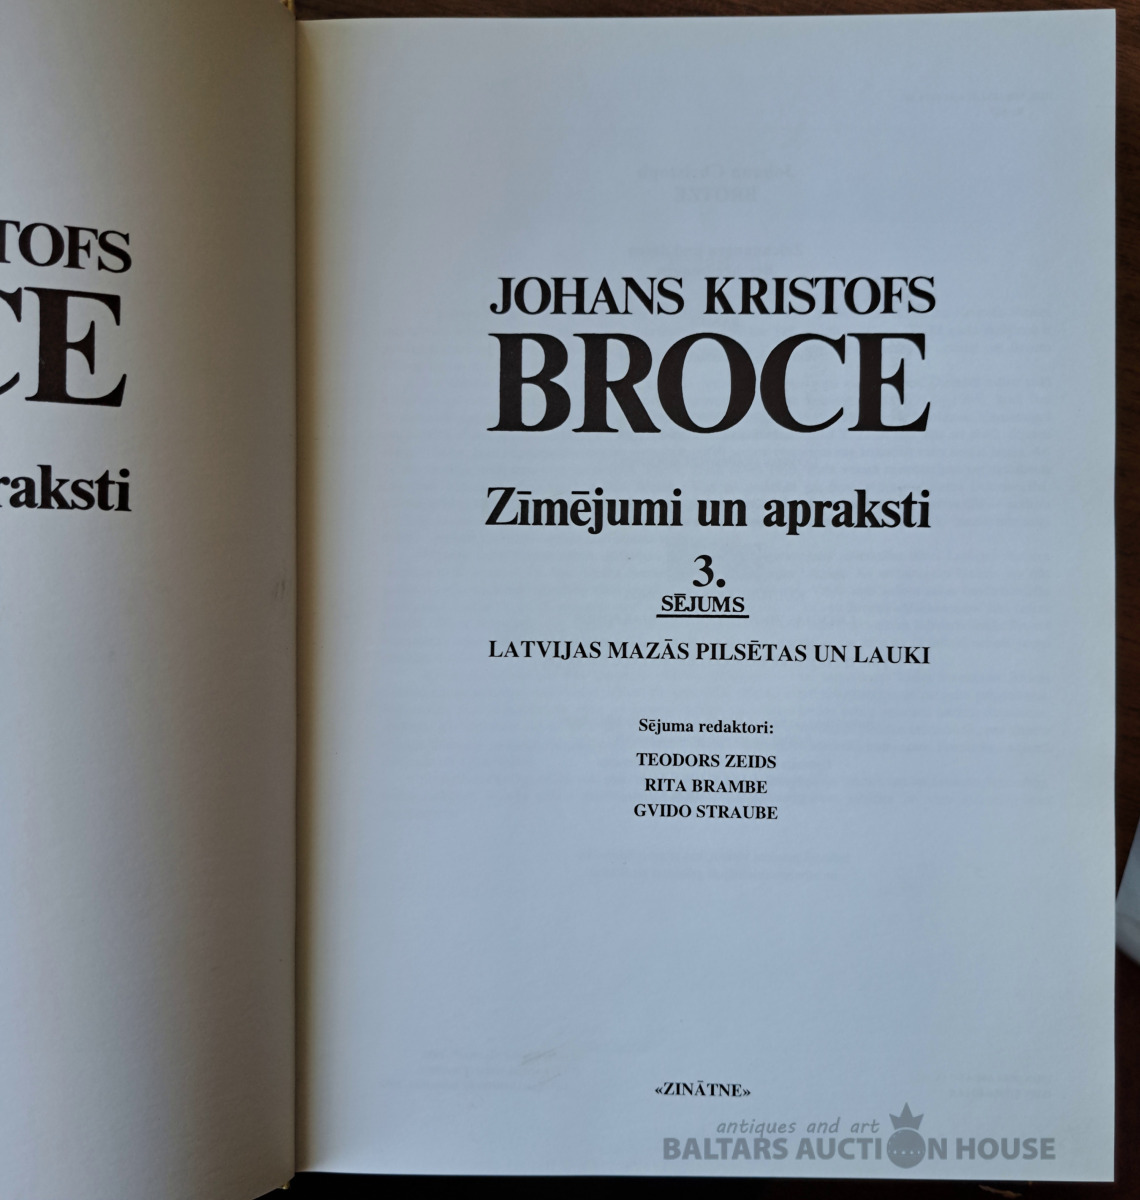 TOFS
CE
raksti
JOHANS KRISTOFS
BROCE
Zīmējumi un apraksti
3.
SĒJUMS
LATVIJAS MAZĀS PILSĒTAS UN LAUKI
Sējuma redaktori:
TEODORS ZEIDS
RITA BRAMBE
GVIDO STRAUBE
«ZINĀTNE»
antiques and art
BALTARS AUCTION HOUSE